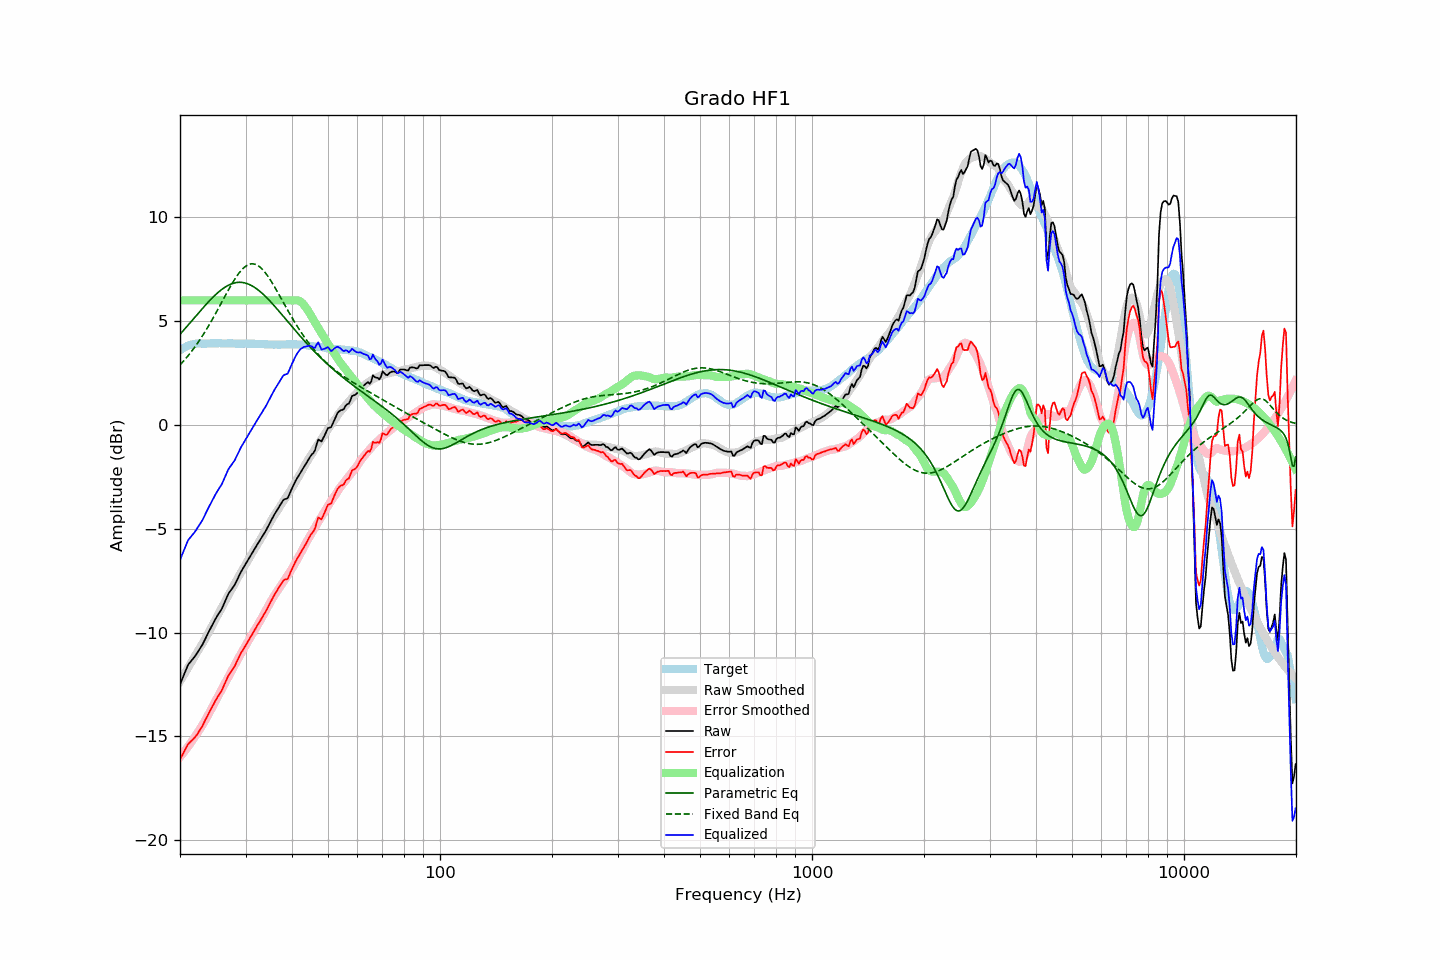 Grado HF1
Amplitude (dBr)
10
5
0
−5
−10
−15
−20
Target
Raw Smoothed
Error Smoothed
Raw
Error
Equalization
Parametric Eq
Fixed Band Eq
Equalized
100
1000
10000
Frequency (Hz)